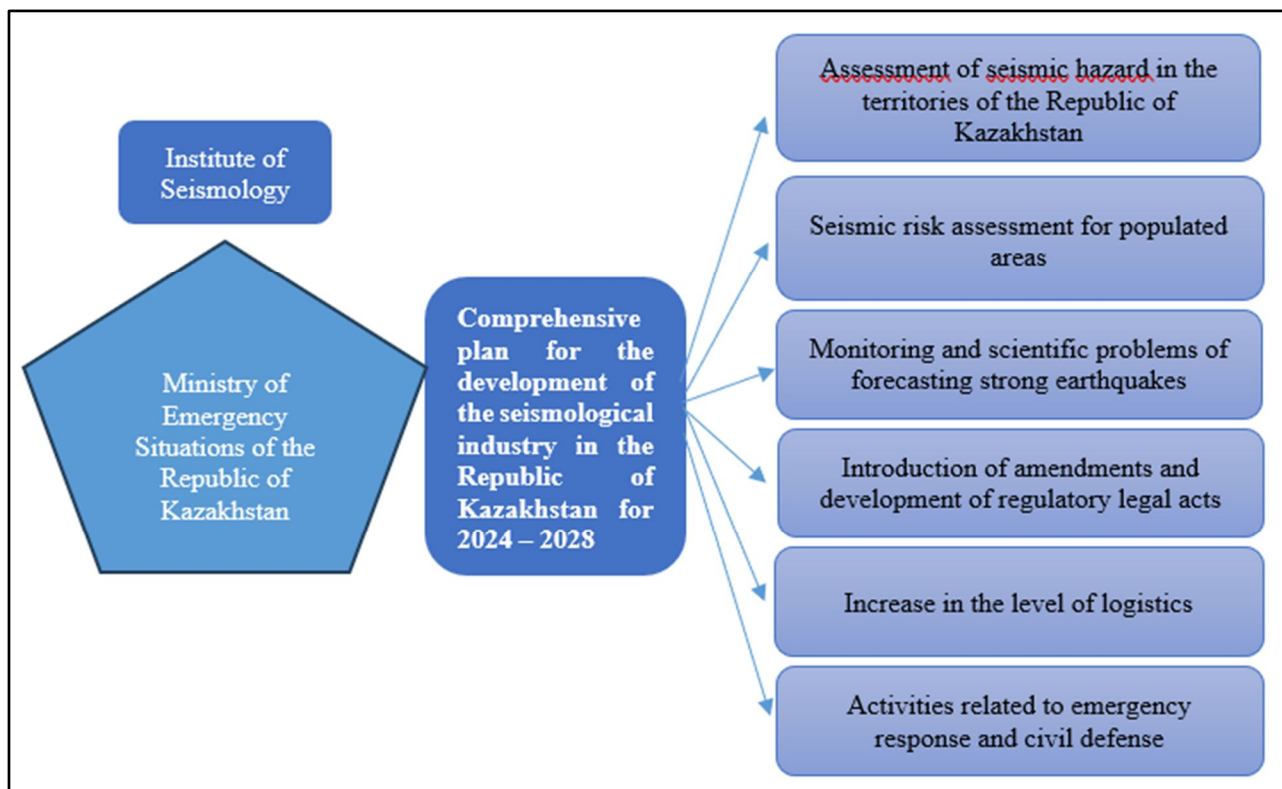 Institute of
Seismology
Ministry of
Emergency
Situations of the
Republic of
Kazakhstan
Comprehensive
plan for the
development of
the seismological
industry in the
Republic of
Kazakhstan for
2024 – 2028
Assessment of seismic hazard in the
territories of the Republic of
Kazakhstan
Seismic risk assessment for populated
areas
Monitoring and scientific problems of
forecasting strong earthquakes
Introduction of amendments and
development of regulatory legal acts
Increase in the level of logistics
Activities related to emergency
response and civil defense